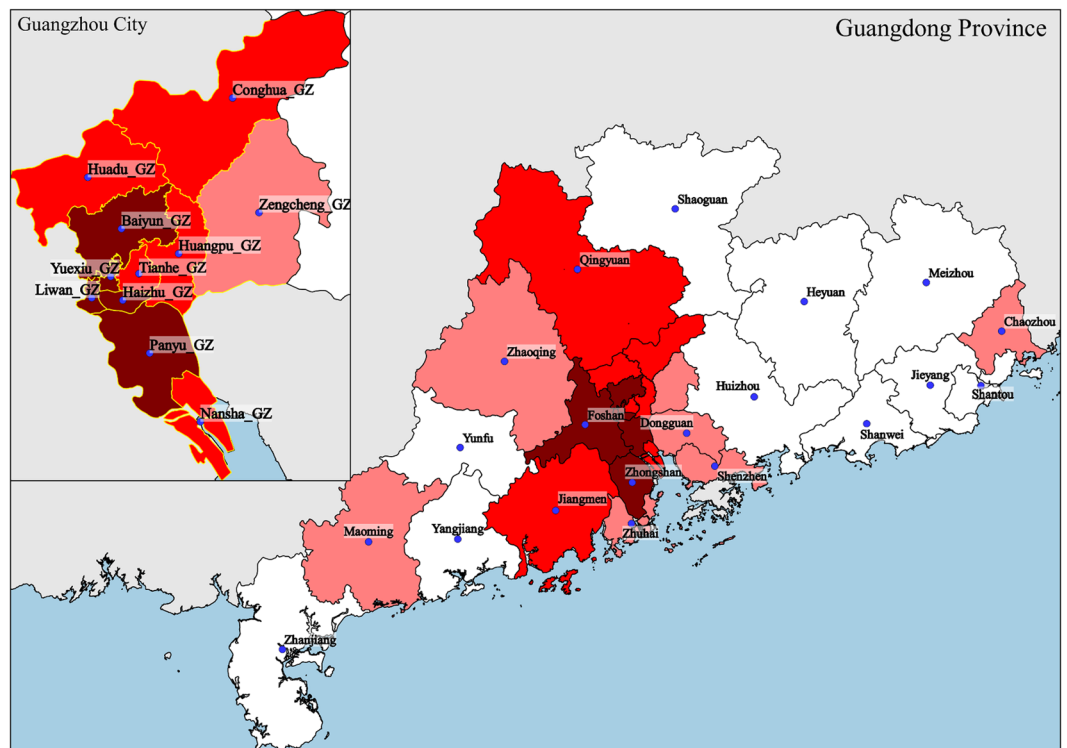 Guangzhou City
Guangdong Province
Conghua_GZ
Huadu_GZ
Zengcheng_GZ
Baiyun_GZ
Huangpu_GZ
Yuexiu_GZ
Tianhe_GZ
Liwan_GZ
Haizhu_GZ
Panyu_GZ
Nansha_GZ
Shaoguan
Qingyuan
Meizhou
Heyuan
Chaozhou
Zhaoqing
Jieyang
Huizhou
Shantou
Foshan
Dongguan
Shanwei
Yunfu
Zhongshan
Shenzhen
Jiangmen
Maoming
Yangjiang
Zhuhai
Zhanjiang